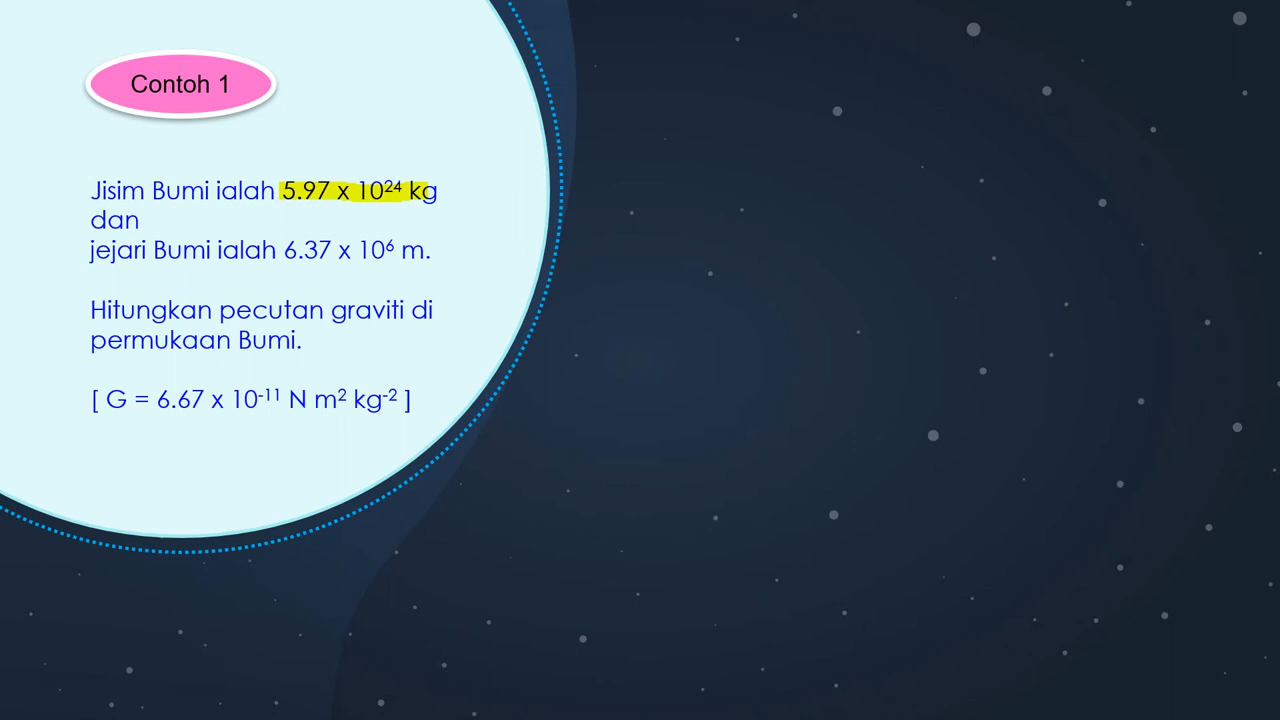 Contoh 1
Jisim Bumi ialah 5.97 x 10²⁴ kg
dan
jejari Bumi ialah 6.37 x 10⁶ m.
Hitungkan pecutan graviti di
permukaan Bumi.
[ G = 6.67 x 10⁻¹¹ N m² kg⁻² ]